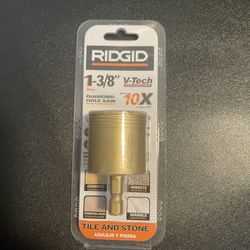 RIDGID
1-3/8"
V-Tech
DIAMOND
HOLE SAW
10X
CERAMIC
GRANITE
PORCELAIN
MARBLE
TILE AND STONE
AZULEJO Y PIEDRA